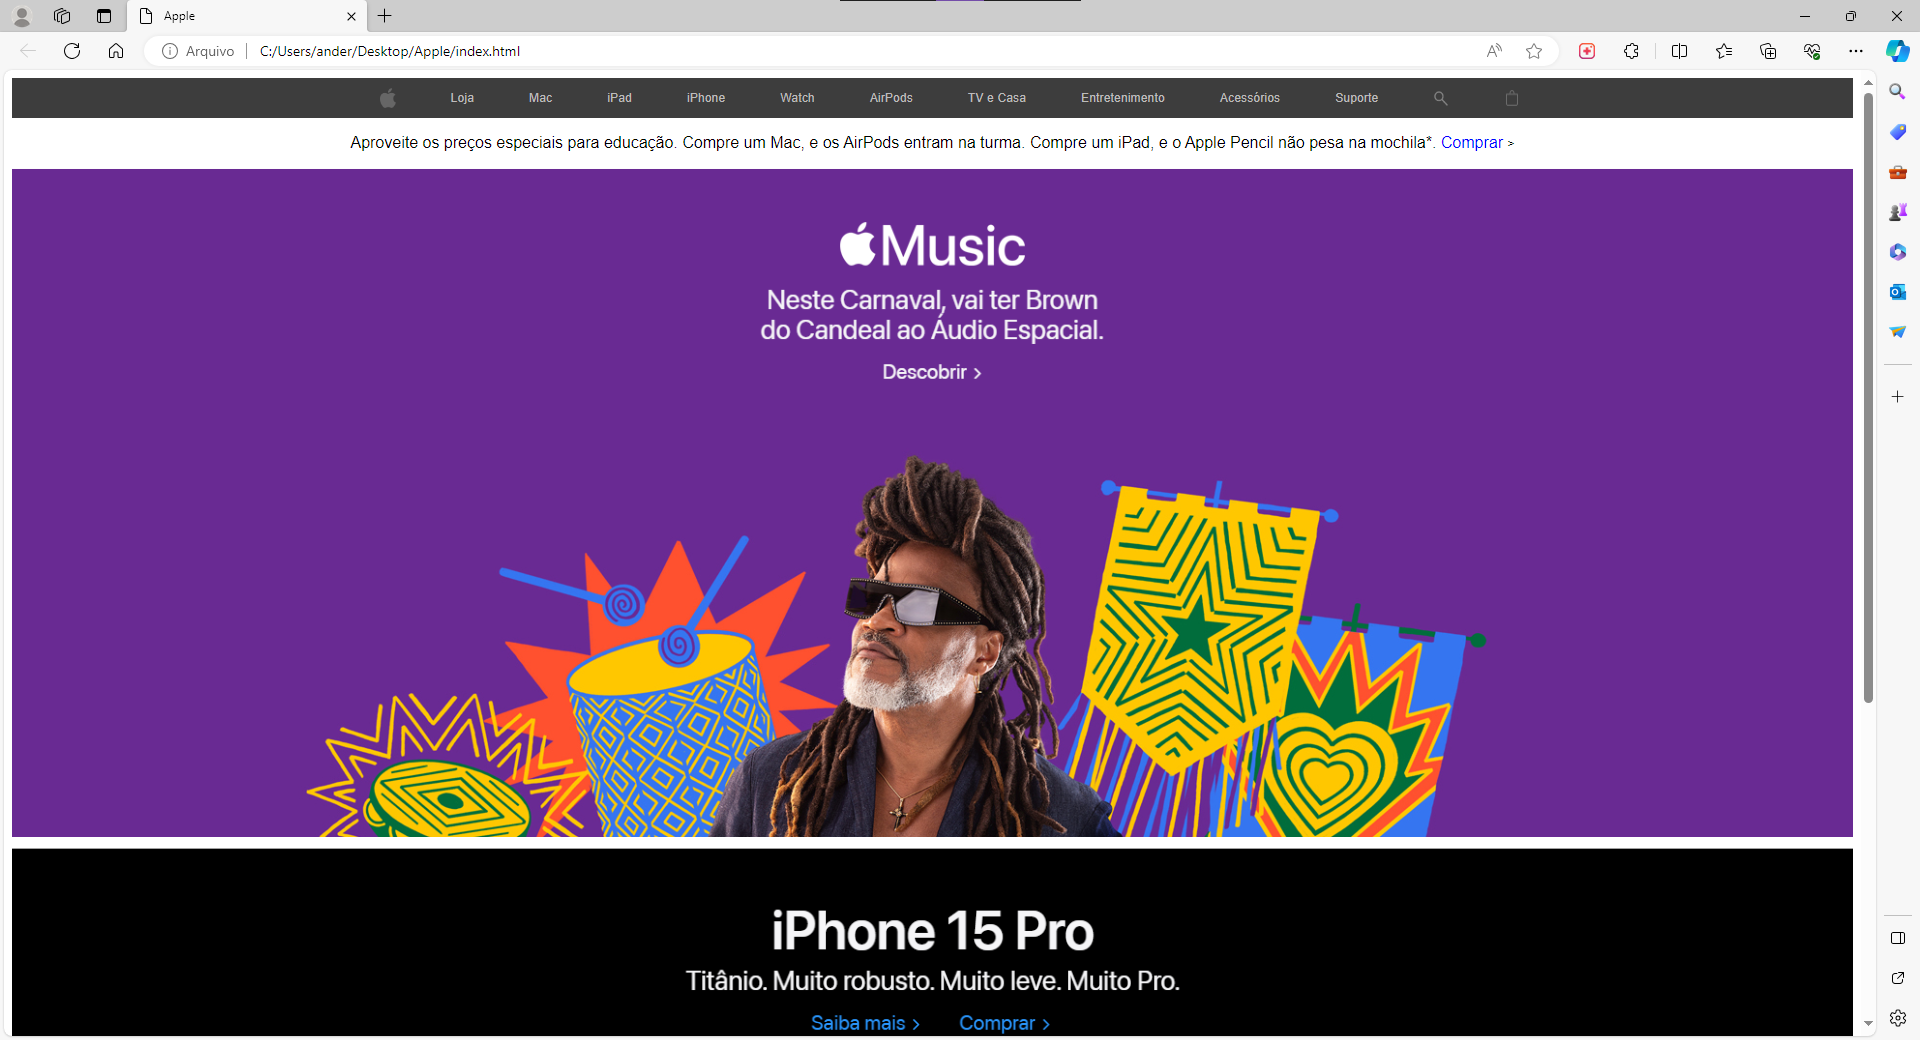 Apple
Arquivo
C:/Users/ander/Desktop/Apple/index.html
Loja Mac iPad iPhone Watch AirPods TV e Casa Entretenimento Acessórios Suporte
Aproveite os preços especiais para educação. Compre um Mac, e os AirPods entram na turma. Compre um iPad, e o Apple Pencil não pesa na mochila*. Comprar >
Music
Neste Carnaval, vai ter Brown
do Candeal ao Áudio Espacial.
Descobrir >
iPhone 15 Pro
Titânio. Muito robusto. Muito leve. Muito Pro.
Saiba mais > Comprar >